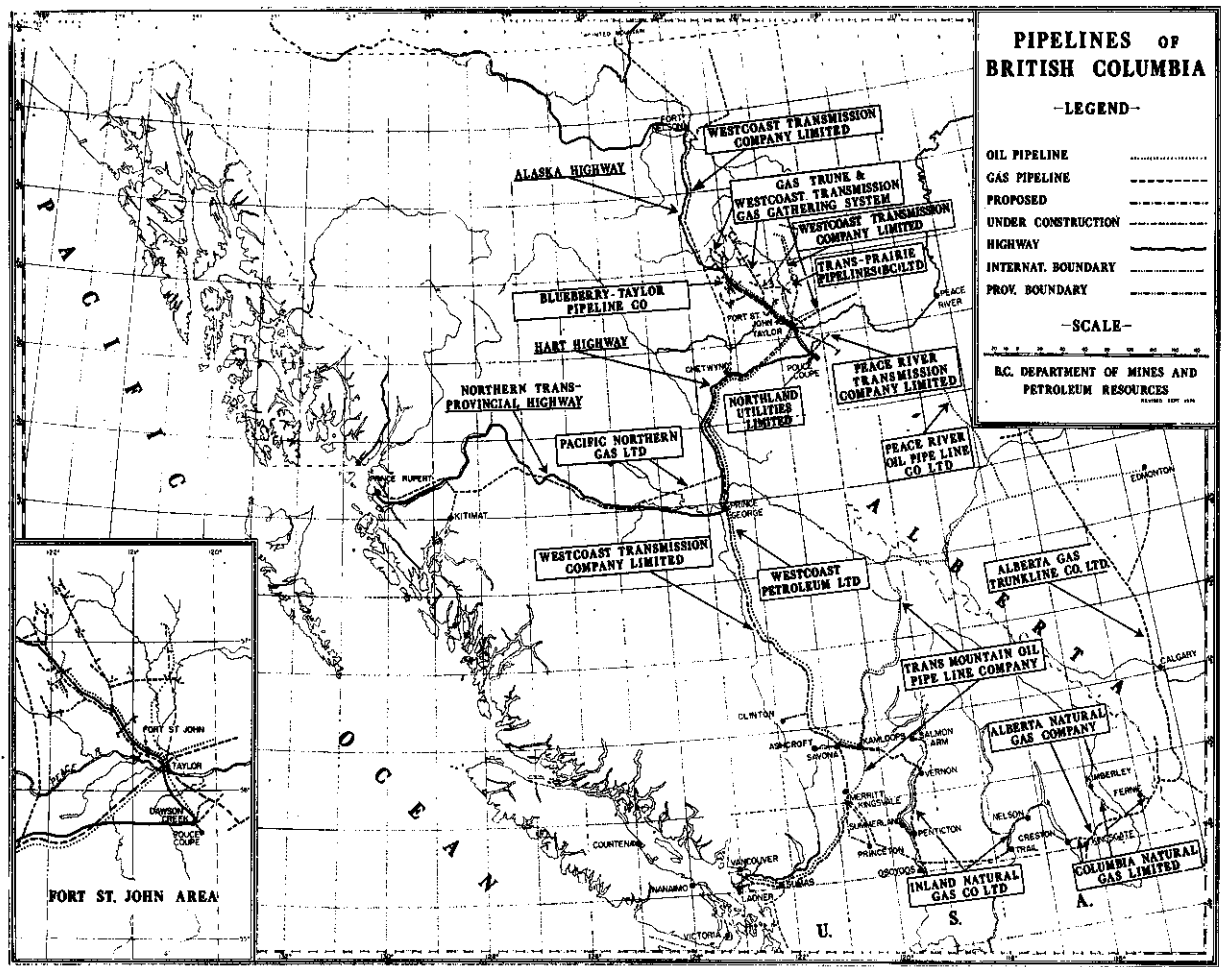 PIPELINES OF
BRITISH COLUMBIA
-LEGEND-
OIL PIPELINE
GAS PIPELINE
PROPOSED
UNDER CONSTRUCTION
HIGHWAY
INTERNAT. BOUNDARY
PROV. BOUNDARY
-SCALE-
B.C. DEPARTMENT OF MINES AND
PETROLEUM RESOURCES
FORT
NELSON
WESTCOAST TRANSMISSION
COMPANY LIMITED
ALASKA HIGHWAY
GAS TRUNK &
WESTCOAST TRANSMISSION
GAS GATHERING SYSTEM
WESTCOAST TRANSMISSION
COMPANY LIMITED
TRANS-PRAIRIE
PIPELINES(BC)LTD
BLUEBERRY-TAYLOR
PIPELINE CO
PEACE
RIVER
FORT ST.
JOHN
TAYLOR
HART HIGHWAY
CHETWYND
POUCE
COUPE
PEACE RIVER
TRANSMISSION
COMPANY LIMITED
NORTHERN TRANS-
PROVINCIAL HIGHWAY
NORTHLAND
UTILITIES
LIMITED
PACIFIC NORTHERN
GAS LTD
PEACE RIVER
OIL PIPE LINE
CO LTD
PRINCE RUPERT
KITIMAT
PRINCE
GEORGE
EDMONTON
PACIFIC
OCEAN
ALBERTA
WESTCOAST TRANSMISSION
COMPANY LIMITED
WESTCOAST
PETROLEUM LTD
ALBERTA GAS
TRUNKLINE CO. LTD.
TRANS MOUNTAIN OIL
PIPE LINE COMPANY
CALGARY
CLINTON
ASHCROFT
SAVONA
KAMLOOPS
SALMON
ARM
VERNON
ALBERTA NATURAL
GAS COMPANY
MERRITT
KINGSVALE
KIMBERLEY
FERNIE
SUMMERLAND
PENTICTON
NELSON
CRESTON
TRAIL
KINGSGATE
PRINCETON
OSOYOOS
COURTENAY
VANCOUVER
NANAIMO
LADNER
SUMAS
VICTORIA
INLAND NATURAL
GAS CO LTD
COLUMBIA NATURAL
GAS LIMITED
U. S. A.
122°
121°
120°
FORT ST JOHN
TAYLOR
PEACE
DAWSON
CREEK
POUCE
COUPE
FORT ST. JOHN AREA